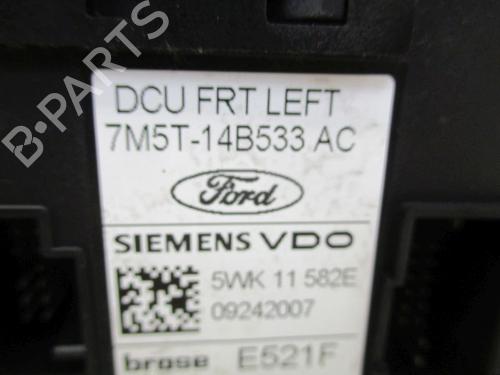 DCU FRT LEFT
7M5T-14B533 AC
Ford
SIEMENS VDO
5WK 11 582E
09242007
brose E521F
B-PARTS